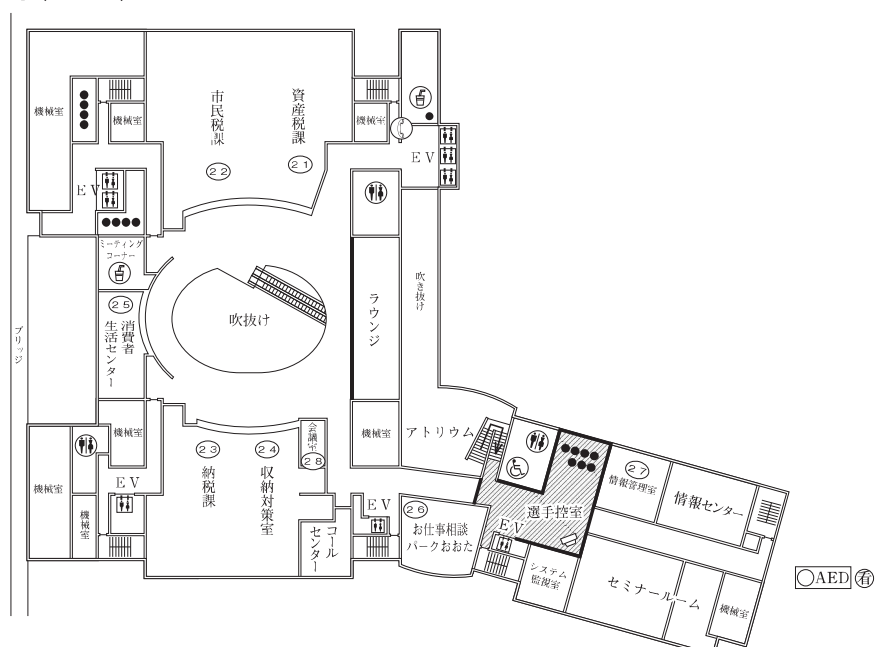 機械室
機械室
市民税課
22
資産税課
21
機械室
EV
EV
ミーティング
コーナー
25
消費者
生活センター
ブリッジ
吹抜け
ラウンジ
吹き抜け
機械室
機械室
EV
機械室
23
納税課
24
収納対策室
会議室
28
コール
センター
機械室
EV
アトリウム
26
お仕事相談
パークおおた
選手控室
EV
27
情報管理室
情報センター
システム
監視室
セミナールーム
機械室
○AED
看